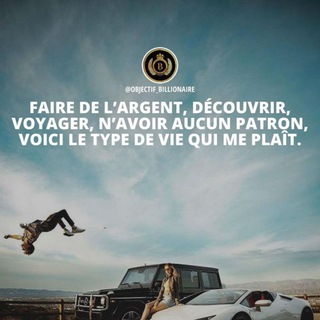 B
@OBJECTIF_BILLIONAIRE
FAIRE DE L'ARGENT, DÉCOUVRIR,
VOYAGER, N'AVOIR AUCUN PATRON,
VOICI LE TYPE DE VIE QUI ME PLAÎT.